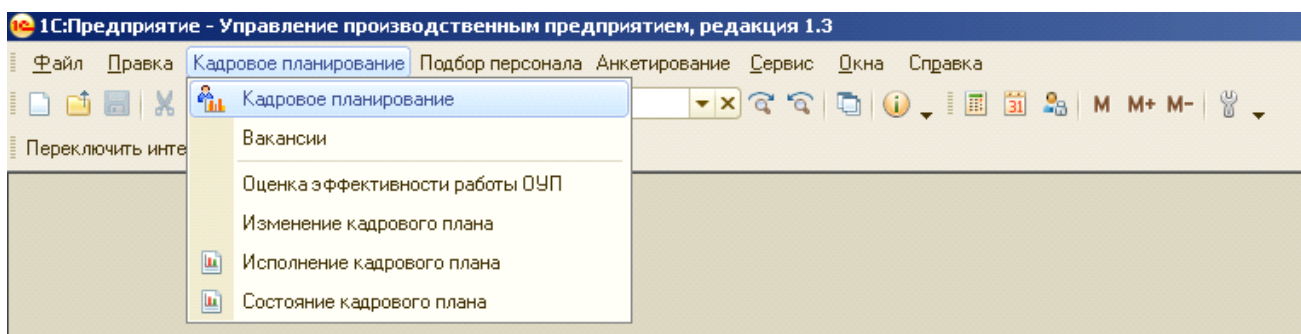 1С:Предприятие - Управление производственным предприятием, редакция 1.3
Файл Правка Кадровое планирование Подбор персонала Анкетирование Сервис Окна Справка
Кадровое планирование
31 M M+ M-
Вакансии
Переключить инте
Оценка эффективности работы ОУП
Изменение кадрового плана
Исполнение кадрового плана
Состояние кадрового плана